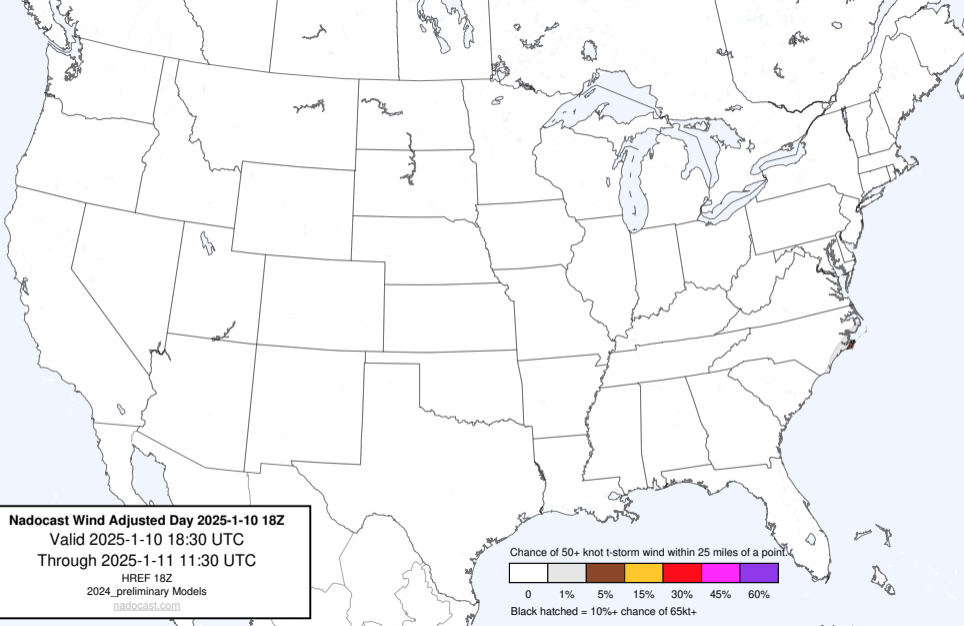 Nadocast Wind Adjusted Day 2025-1-10 18Z
Valid 2025-1-10 18:30 UTC
Through 2025-1-11 11:30 UTC
HREF 18Z
2024_preliminary Models
nadocast.com
Chance of 50+ knot t-storm wind within 25 miles of a point.
0 1% 5% 15% 30% 45% 60%
Black hatched = 10%+ chance of 65kt+